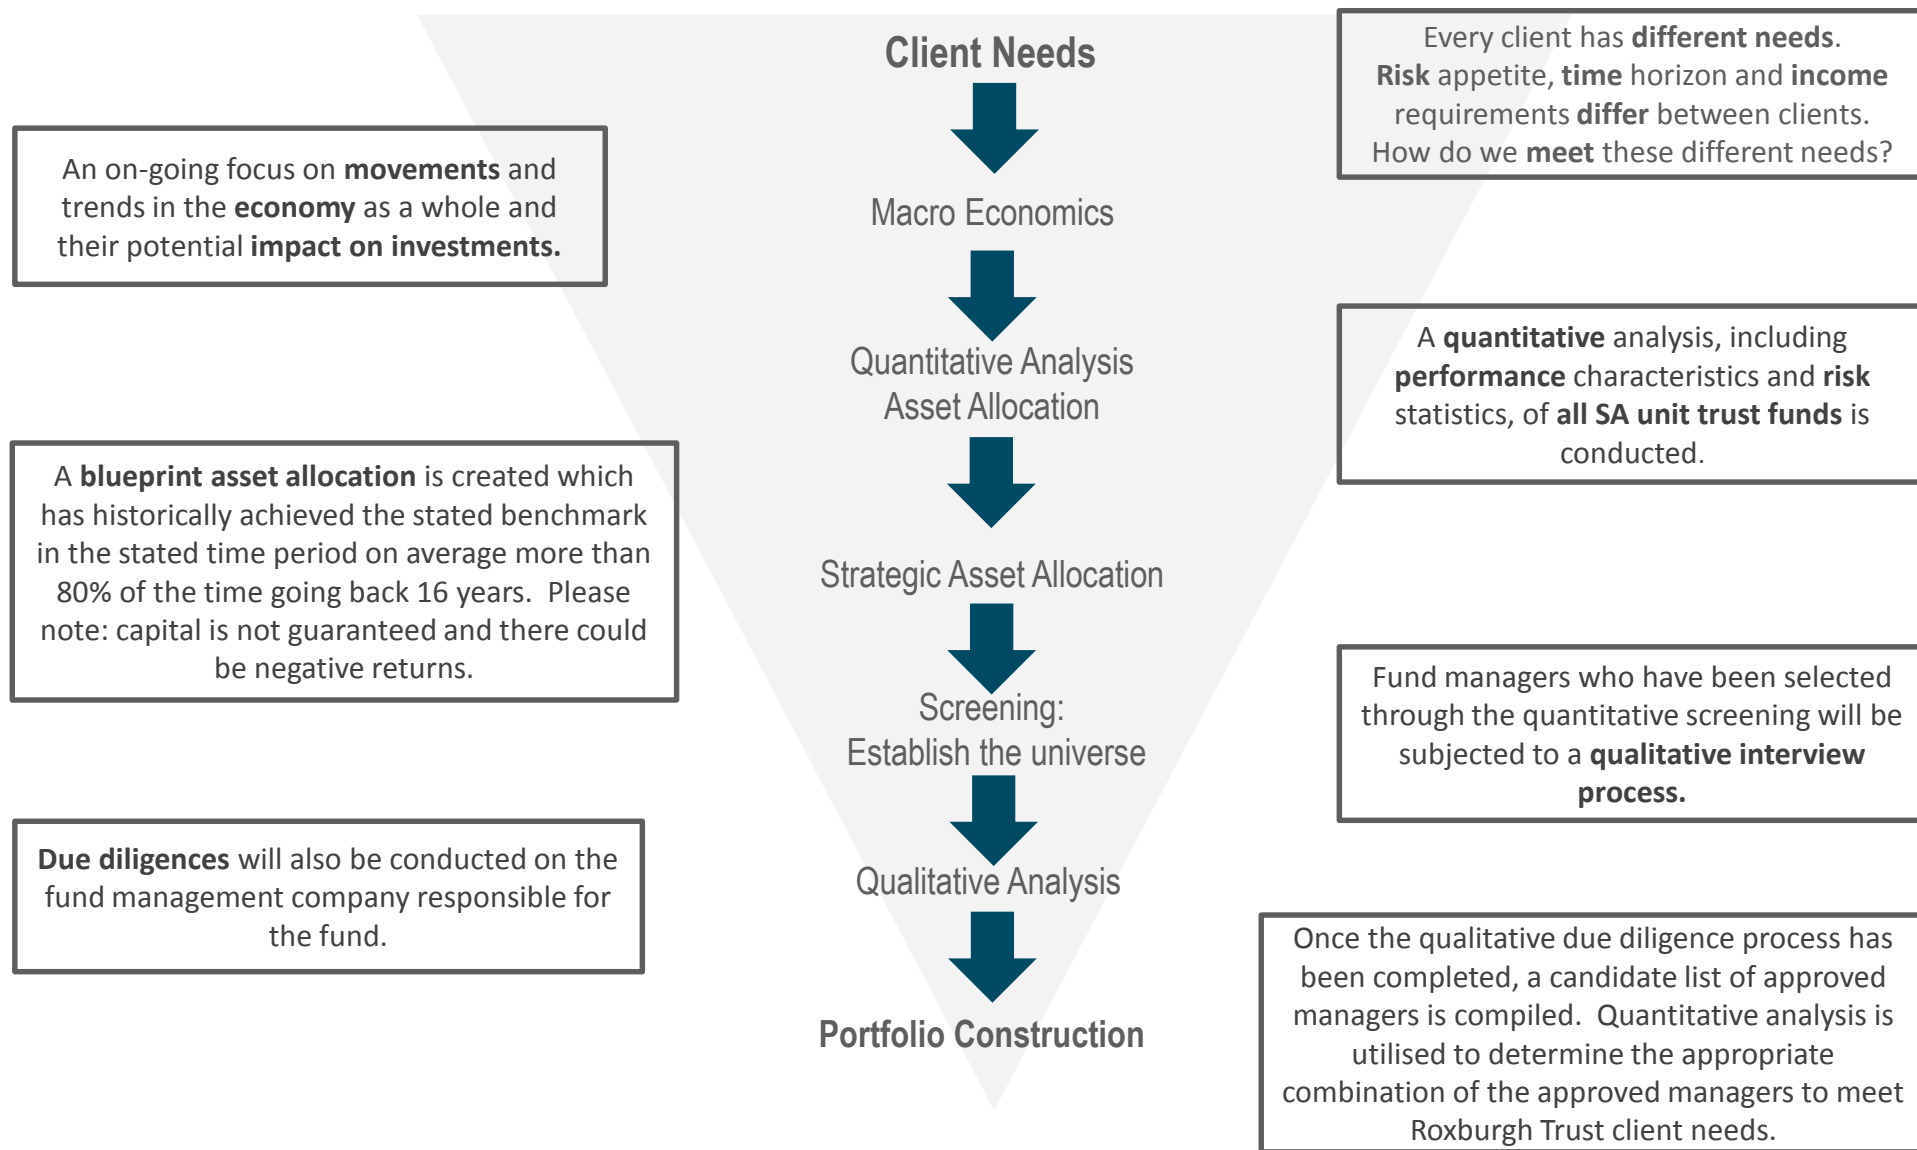 Client Needs
Every client has different needs.
Risk appetite, time horizon and income
requirements differ between clients.
How do we meet these different needs?
An on-going focus on movements and
trends in the economy as a whole and
their potential impact on investments.
Macro Economics
Quantitative Analysis
Asset Allocation
A quantitative analysis, including
performance characteristics and risk
statistics, of all SA unit trust funds is
conducted.
A blueprint asset allocation is created which
has historically achieved the stated benchmark
in the stated time period on average more than
80% of the time going back 16 years.  Please
note: capital is not guaranteed and there could
be negative returns.
Strategic Asset Allocation
Screening:
Establish the universe
Fund managers who have been selected
through the quantitative screening will be
subjected to a qualitative interview
process.
Due diligences will also be conducted on the
fund management company responsible for
the fund.
Qualitative Analysis
Portfolio Construction
Once the qualitative due diligence process has
been completed, a candidate list of approved
managers is compiled.  Quantitative analysis is
utilised to determine the appropriate
combination of the approved managers to meet
Roxburgh Trust client needs.